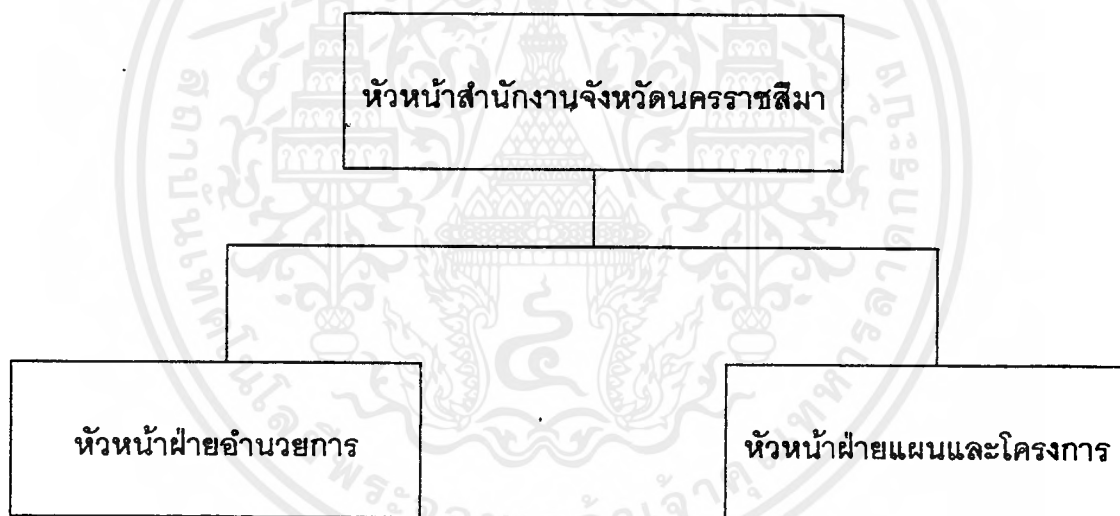 หัวหน้าสำนักงานจังหวัดนครราชสีมา
หัวหน้าฝ่ายอำนวยการ
หัวหน้าฝ่ายแผนและโครงการ